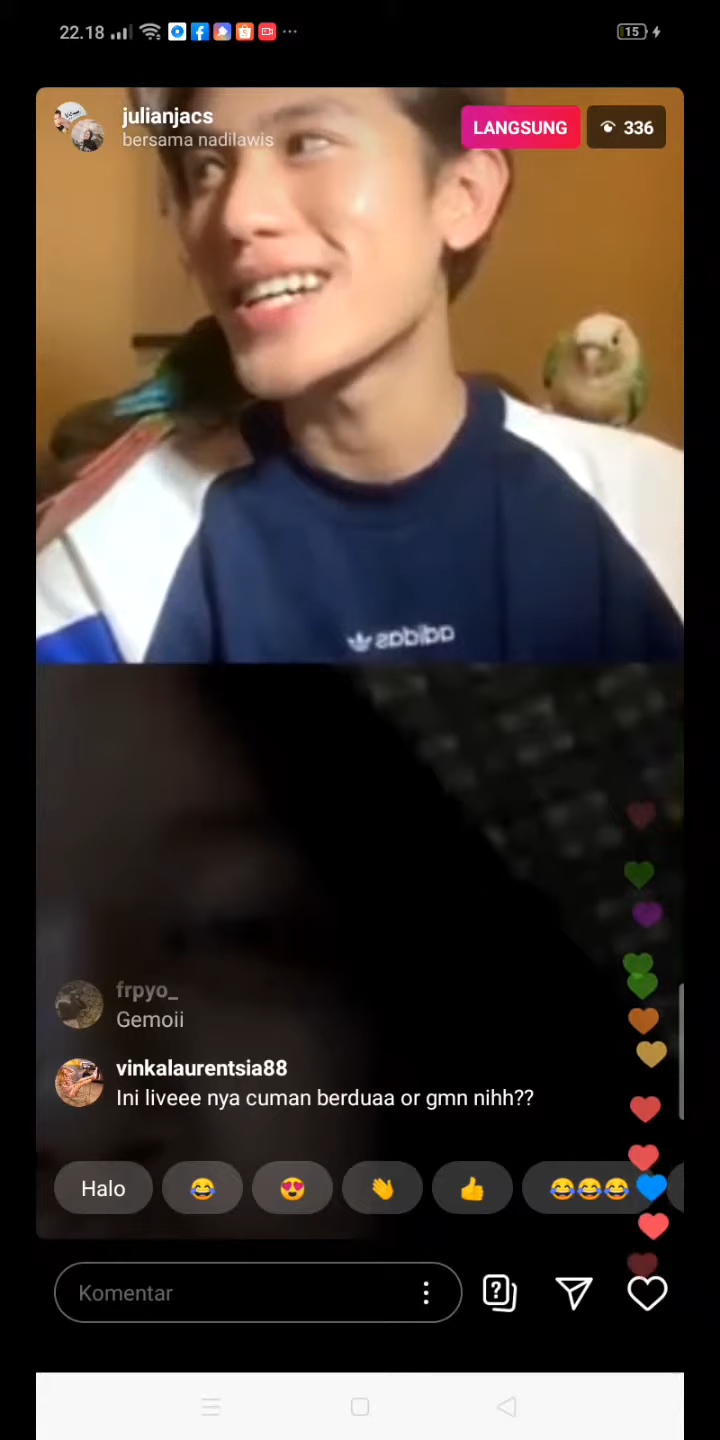 22.18
15
julianjacs
bersama nadilawis
LANGSUNG
336
adidas
frpyo_
Gemoii
vinkalaurentsia88
Ini liveee nya cuman berduaa or gmn nihh??
Halo
Komentar